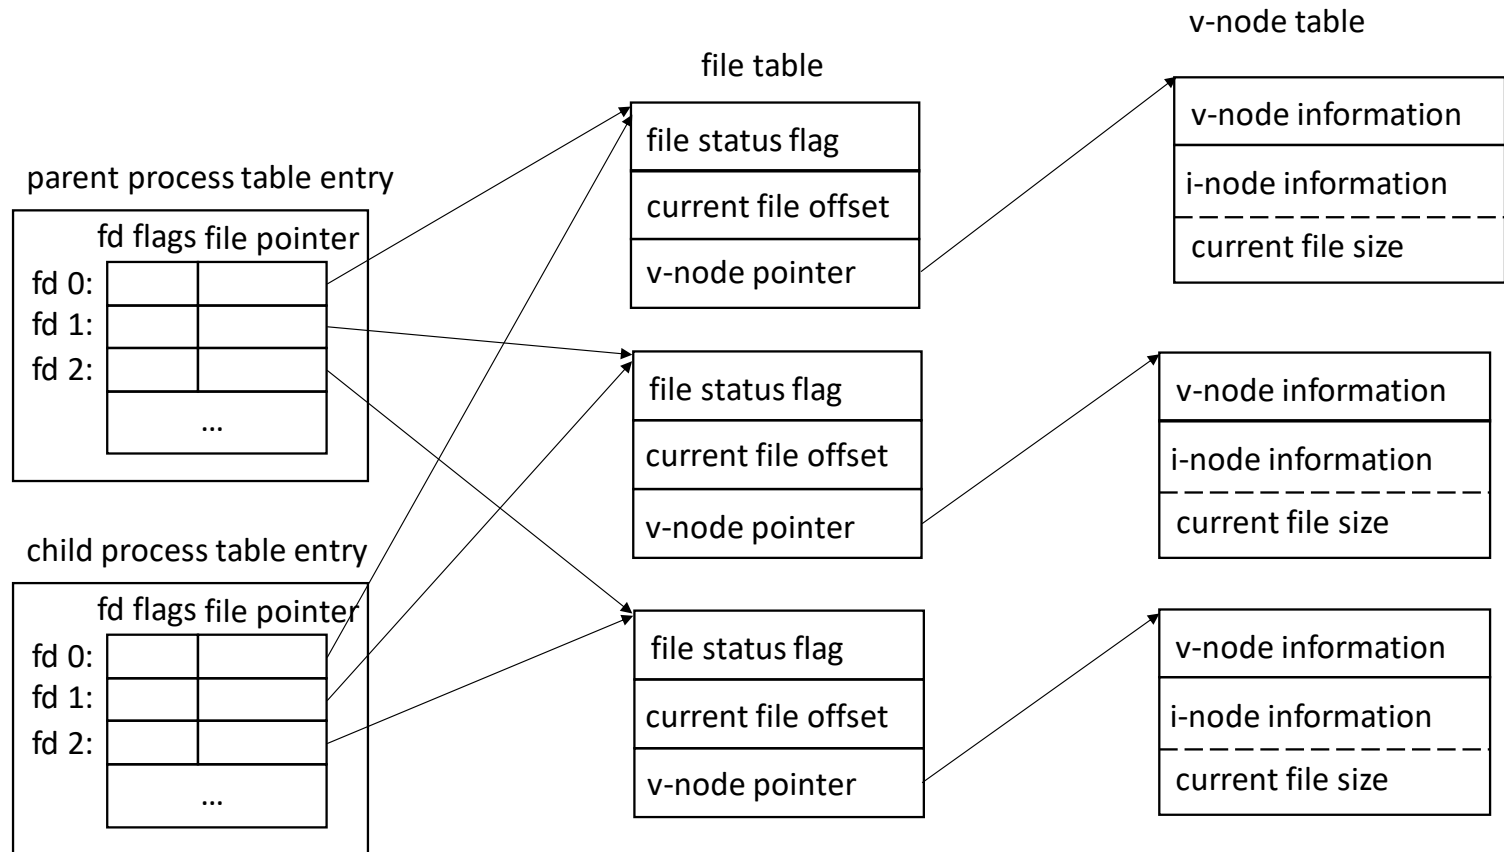 v-node table
file table
v-node information
file status flag
i-node information
parent process table entry
current file offset
fd flags file pointer
current file size
v-node pointer
fd 0:
fd 1:
fd 2:
...
file status flag
v-node information
current file offset
i-node information
v-node pointer
current file size
child process table entry
fd flags file pointer
fd 0:
fd 1:
fd 2:
...
file status flag
v-node information
current file offset
i-node information
v-node pointer
current file size